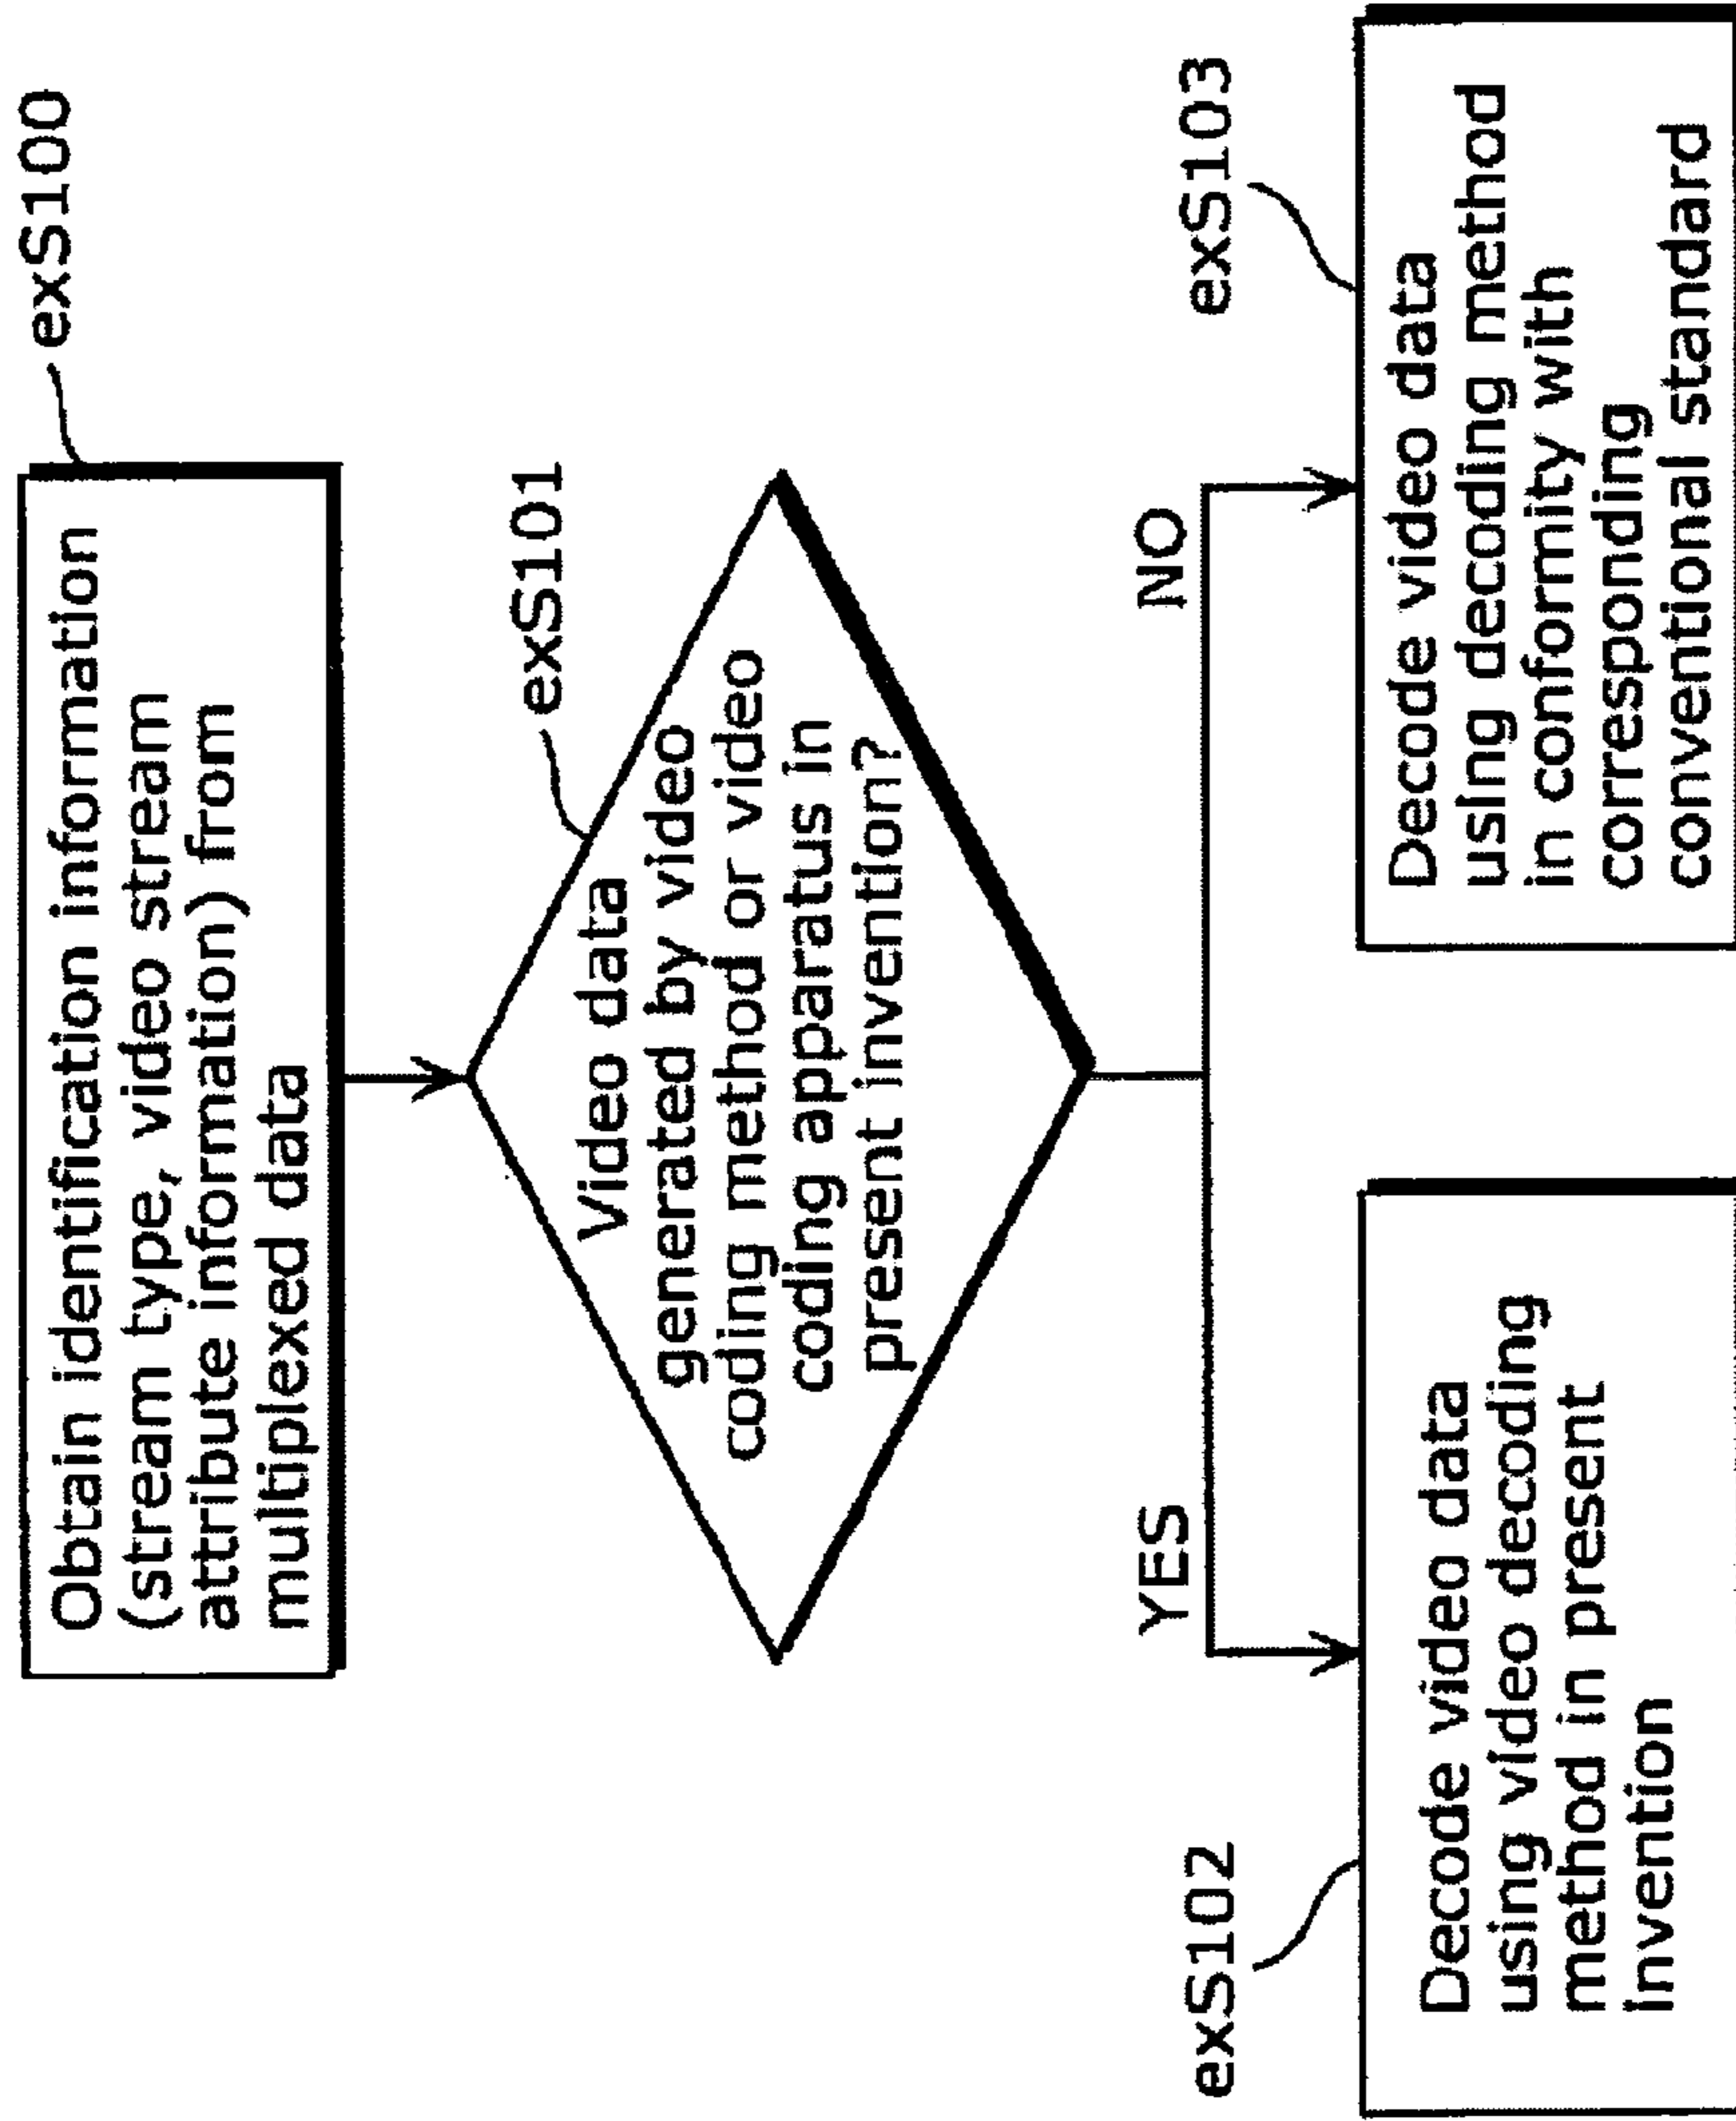 exS100
Obtain identification information
(stream type, video stream
attribute information) from
multiplexed data
exS101
Video data
generated by video
coding method or video
coding apparatus in
present invention?
YES
NO
exS102
Decode video data
using video decoding
method in present
invention
exS103
Decode video data
using decoding method
in conformity with
corresponding
conventional standard